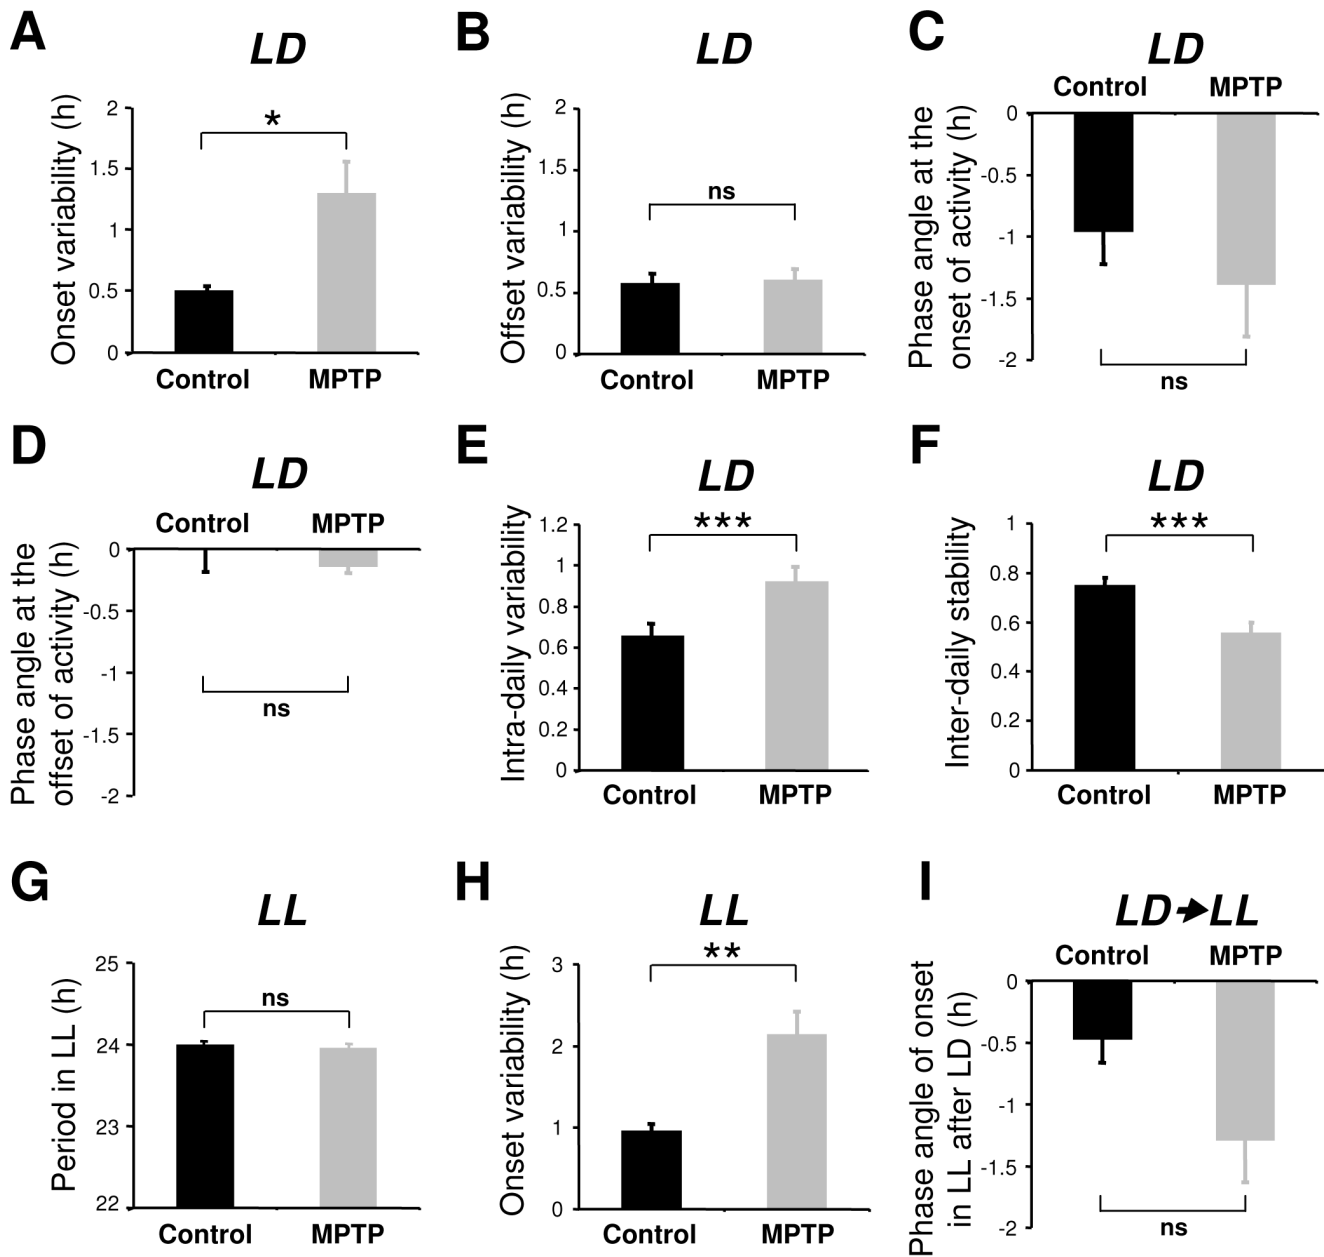 A
LD
Onset variability (h)
2
1.5
1
0.5
0
*
Control
MPTP
B
LD
Offset variability (h)
2
1.5
1
0.5
0
ns
Control
MPTP
C
LD
Control
MPTP
Phase angle at the
onset of activity (h)
0
-0.5
-1
-1.5
-2
ns
D
LD
Control
MPTP
Phase angle at the
offset of activity (h)
0
-0.5
-1
-1.5
-2
ns
E
LD
Intra-daily variability
1.2
1
0.8
0.6
0.4
0.2
0
***
Control
MPTP
F
LD
Inter-daily stability
1
0.8
0.6
0.4
0.2
0
***
Control
MPTP
G
LL
Period in LL (h)
25
24
23
22
ns
Control
MPTP
H
LL
Onset variability (h)
3
2
1
0
**
Control
MPTP
I
LD➔LL
Control
MPTP
Phase angle of onset
in LL after LD (h)
0
-0.5
-1
-1.5
-2
ns